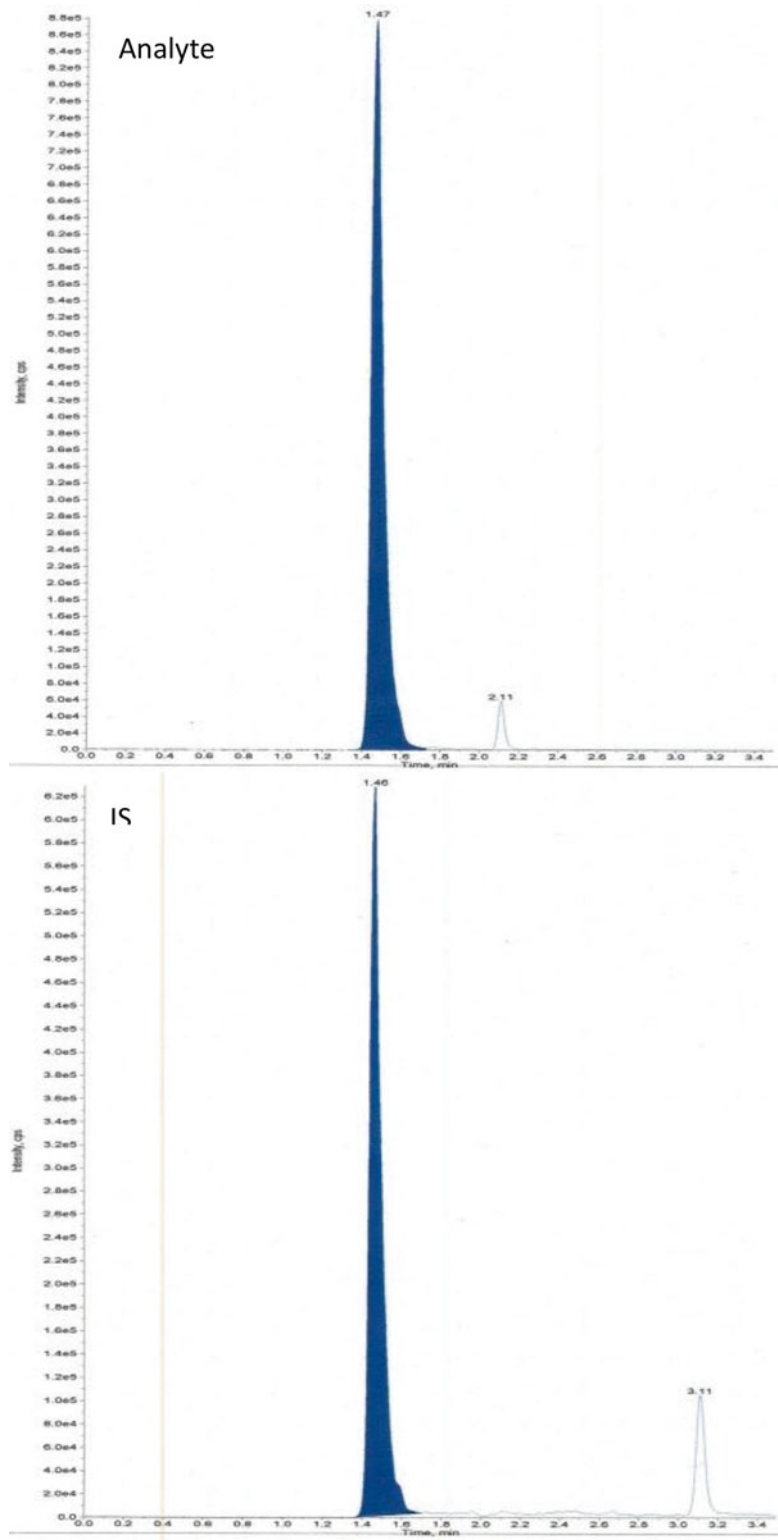 1.47
Analyte
8.8e5
8.6e5
8.4e5
8.2e5
8.0e5
7.8e5
7.6e5
7.4e5
7.2e5
7.0e5
6.8e5
6.6e5
6.4e5
6.2e5
6.0e5
5.8e5
5.6e5
5.4e5
5.2e5
5.0e5
4.8e5
4.6e5
4.4e5
4.2e5
4.0e5
3.8e5
3.6e5
3.4e5
3.2e5
3.0e5
2.8e5
2.6e5
2.4e5
2.2e5
2.0e5
1.8e5
1.6e5
1.4e5
1.2e5
1.0e5
8.0e4
6.0e4
4.0e4
2.0e4
0.0
Intensity, cps
2.11
0.2 0.4 0.6 0.8 1.0 1.2 1.4 1.6 1.8 2.0 2.2 2.4 2.6 2.8 3.0 3.2 3.4
Time, min
1.46
IS
6.2e5
6.0e5
5.8e5
5.6e5
5.4e5
5.2e5
5.0e5
4.8e5
4.6e5
4.4e5
4.2e5
4.0e5
3.8e5
3.6e5
3.4e5
3.2e5
3.0e5
2.8e5
2.6e5
2.4e5
2.2e5
2.0e5
1.8e5
1.6e5
1.4e5
1.2e5
1.0e5
8.0e4
6.0e4
4.0e4
2.0e4
0.0
Intensity, cps
3.11
0.0 0.2 0.4 0.6 0.8 1.0 1.2 1.4 1.6 1.8 2.0 2.2 2.4 2.6 2.8 3.0 3.2 3.4
Time, min